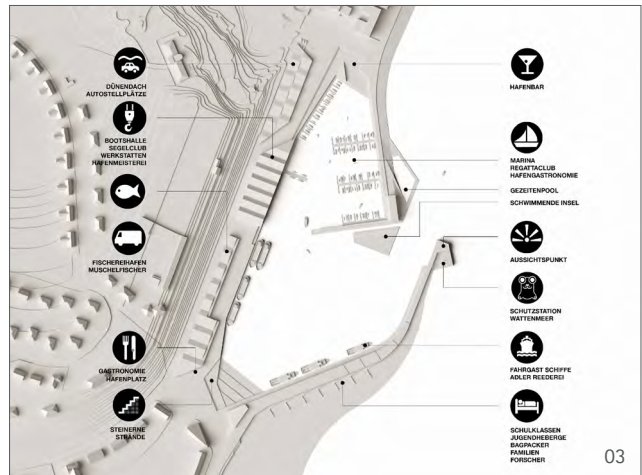 DÜNENDACH
AUTOSTELLPLÄTZE
BOOTSHALLE
SEGELCLUB
WERKSTATTEN
HAFENMEISTEREI
FISCHEREIHAFEN
MUSCHELFISCHER
GASTRONOMIE
HAFENPLATZ
STEINERNE
STRÄNDE
HAFENBAR
MARINA
REGATTACLUB
HAFENGASTRONOMIE
GEZEITENPOOL
SCHWIMMENDE INSEL
AUSSICHTSPUNKT
SCHUTZSTATION
WATTENMEER
FAHRGAST SCHIFFE
ADLER REEDEREI
SCHULKLASSEN
JUGENDHEBERGE
BAGPACKER
FAMILIEN
FORSCHER
03